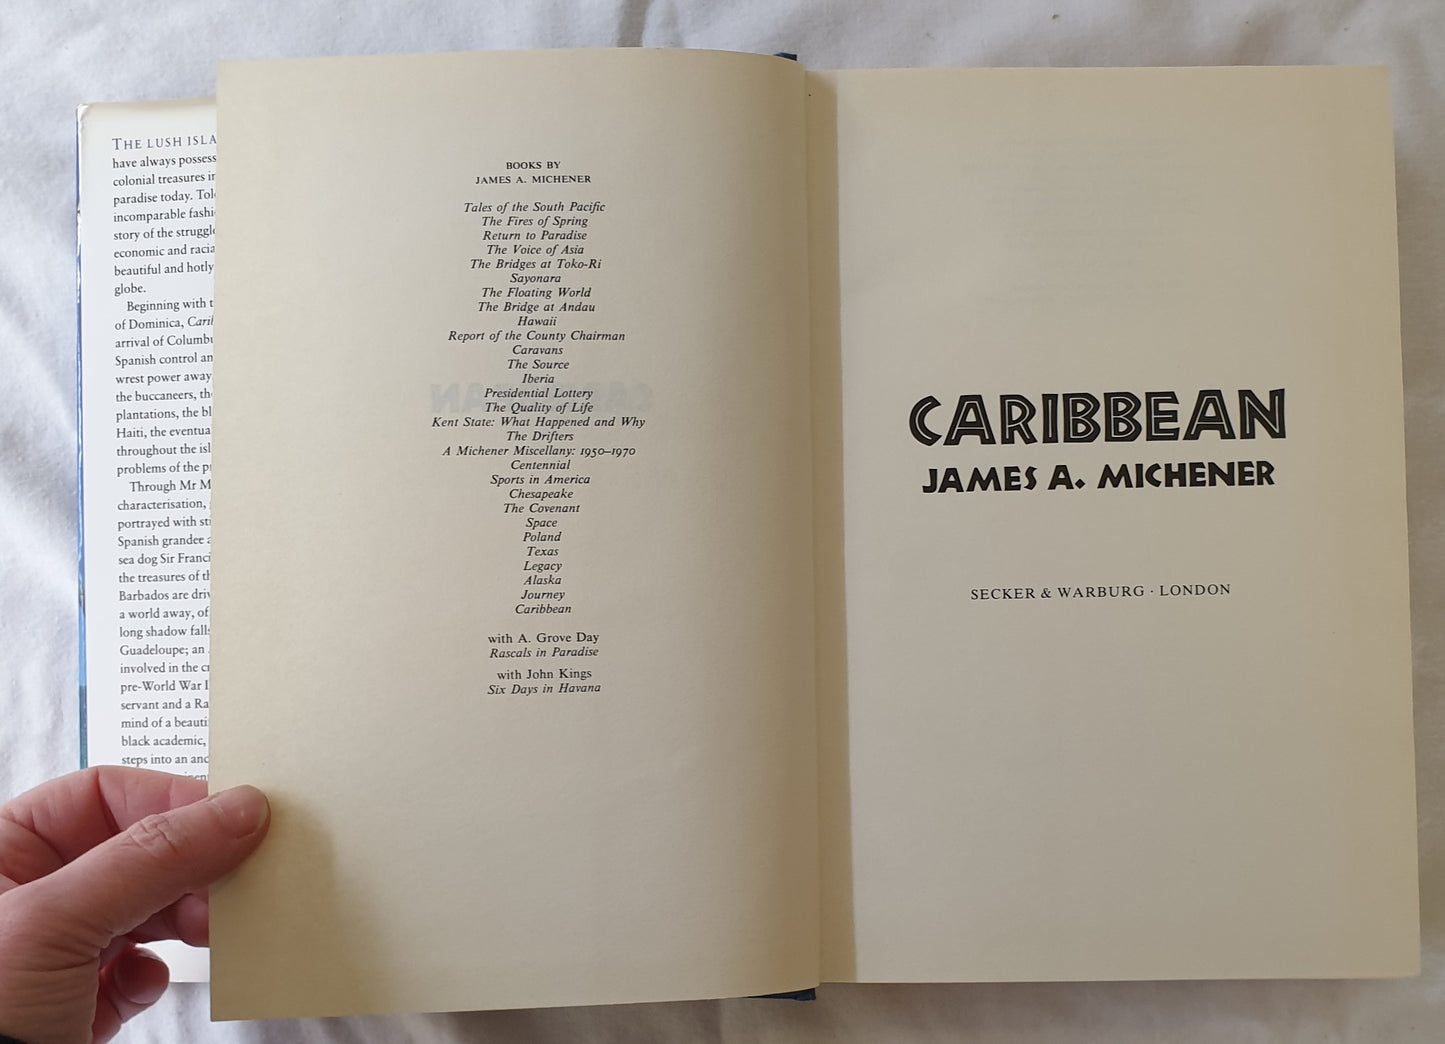 THE LUSH ISLA
have always possess
colonial treasures in
paradise today. Tol
incomparable fashi
story of the struggle
economic and racia
beautiful and hotly
globe.
Beginning with t
of Dominica, Carib
arrival of Columbu
Spanish control an
wrest power away
the buccaneers, th
plantations, the bl
Haiti, the eventua
throughout the isl
problems of the p
Through Mr M
characterisation,
portrayed with st
Spanish grandee a
sea dog Sir Franci
the treasures of th
Barbados are driv
a world away, of
long shadow falls
Guadeloupe; an
involved in the cr
pre-World War I
servant and a Ra
mind of a beauti
black academic,
steps into an anc
BOOKS BY
JAMES A. MICHENER
Tales of the South Pacific
The Fires of Spring
Return to Paradise
The Voice of Asia
The Bridges at Toko-Ri
Sayonara
The Floating World
The Bridge at Andau
Hawaii
Report of the County Chairman
Caravans
The Source
Iberia
Presidential Lottery
The Quality of Life
Kent State: What Happened and Why
The Drifters
A Michener Miscellany: 1950–1970
Centennial
Sports in America
Chesapeake
The Covenant
Space
Poland
Texas
Legacy
Alaska
Journey
Caribbean
with A. Grove Day
Rascals in Paradise
with John Kings
Six Days in Havana
CARIBBEAN
JAMES A. MICHENER
SECKER & WARBURG · LONDON